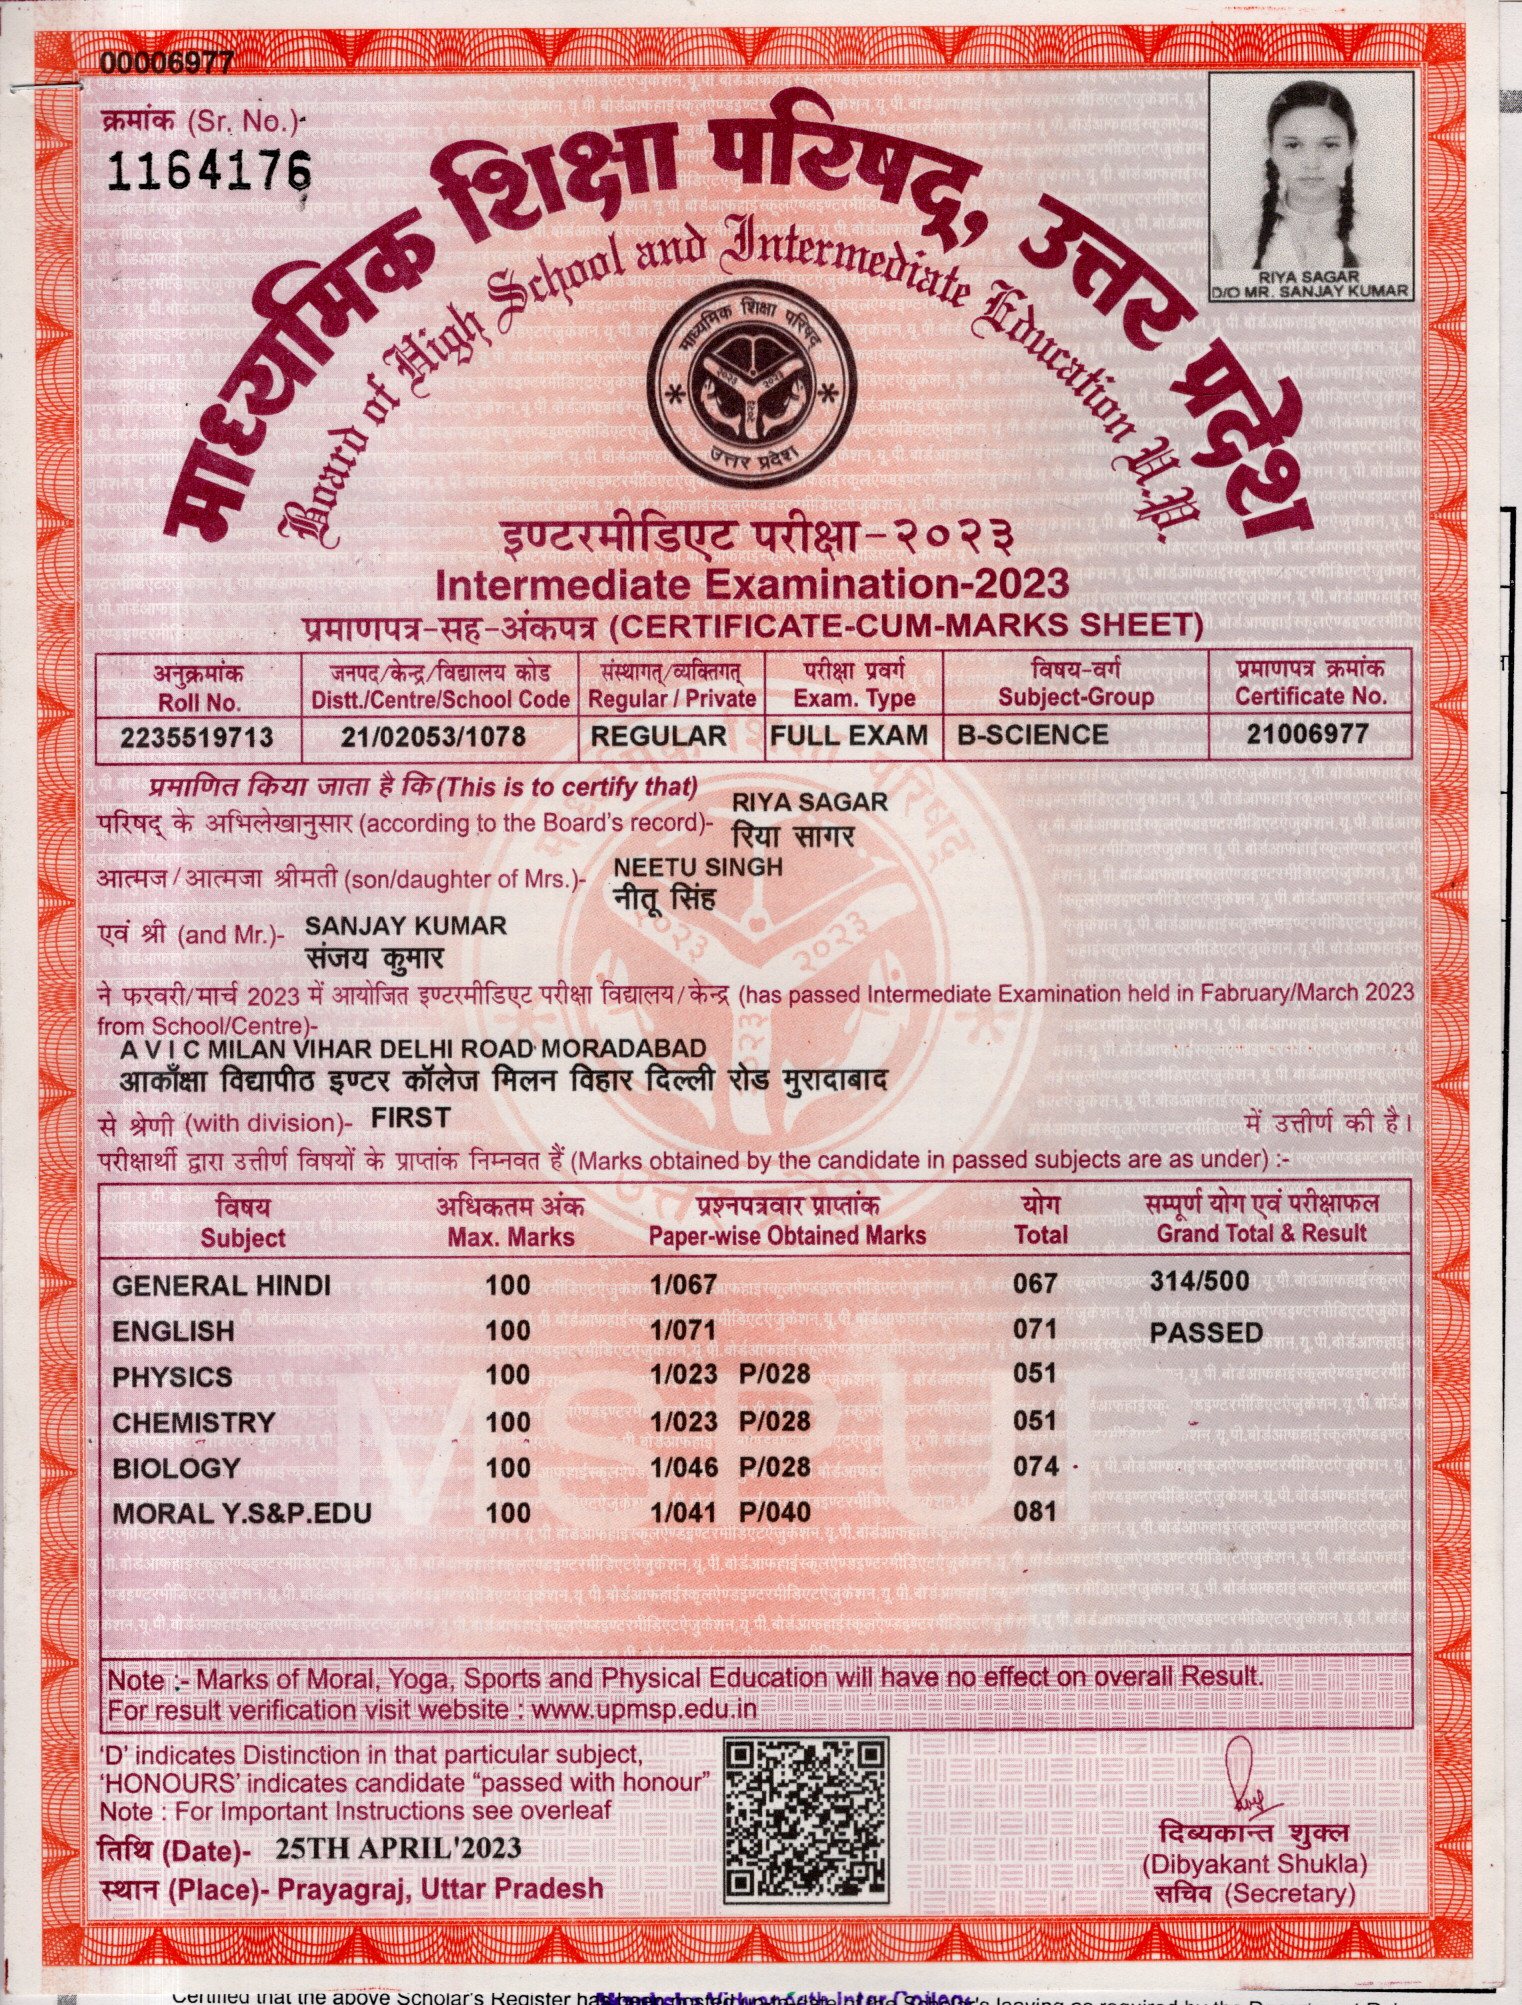 00006977
क्रमांक (Sr. No.)-
1164176
माध्यमिक शिक्षा परिषद्, उत्तर प्रदेश
Board of High School and Intermediate Education U.P.
RIYA SAGAR
D/O MR. SANJAY KUMAR
माध्यमिक शिक्षा परिषद्
२०२३ २०२३
२०२३
उत्तर प्रदेश
इण्टरमीडिएट परीक्षा-२०२३
Intermediate Examination-2023
प्रमाणपत्र-सह-अंकपत्र (CERTIFICATE-CUM-MARKS SHEET)
अनुक्रमांक जनपद/केन्द्र/विद्यालय कोड संस्थागत्/व्यक्तिगत् परीक्षा प्रवर्ग विषय-वर्ग प्रमाणपत्र क्रमांक
Roll No. Distt./Centre/School Code Regular / Private Exam. Type Subject-Group Certificate No.
2235519713 21/02053/1078 REGULAR FULL EXAM B-SCIENCE 21006977
प्रमाणित किया जाता है कि (This is to certify that)
परिषद् के अभिलेखानुसार (according to the Board's record)- RIYA SAGAR
रिया सागर
आत्मज/आत्मजा श्रीमती (son/daughter of Mrs.)- NEETU SINGH
नीतू सिंह
एवं श्री (and Mr.)- SANJAY KUMAR
संजय कुमार
ने फरवरी/मार्च 2023 में आयोजित इण्टरमीडिएट परीक्षा विद्यालय/केन्द्र (has passed Intermediate Examination held in Fabruary/March 2023
from School/Centre)-
A V I C MILAN VIHAR DELHI ROAD MORADABAD
आकाँक्षा विद्यापीठ इण्टर कॉलेज मिलन विहार दिल्ली रोड मुरादाबाद
से श्रेणी (with division)- FIRST में उत्तीर्ण की है।
परीक्षार्थी द्वारा उत्तीर्ण विषयों के प्राप्तांक निम्नवत हैं (Marks obtained by the candidate in passed subjects are as under) :-
विषय अधिकतम अंक प्रश्नपत्रवार प्राप्तांक योग सम्पूर्ण योग एवं परीक्षाफल
Subject Max. Marks Paper-wise Obtained Marks Total Grand Total & Result
GENERAL HINDI 100 1/067 067 314/500
ENGLISH 100 1/071 071 PASSED
PHYSICS 100 1/023 P/028 051
CHEMISTRY 100 1/023 P/028 051
BIOLOGY 100 1/046 P/028 074
MORAL Y.S&P.EDU 100 1/041 P/040 081
MSPUP
Note :- Marks of Moral, Yoga, Sports and Physical Education will have no effect on overall Result.
For result verification visit website : www.upmsp.edu.in
'D' indicates Distinction in that particular subject,
'HONOURS' indicates candidate "passed with honour"
Note : For Important Instructions see overleaf
तिथि (Date)- 25TH APRIL'2023
स्थान (Place)- Prayagraj, Uttar Pradesh
दिब्यकान्त शुक्ल
(Dibyakant Shukla)
सचिव (Secretary)
Certified that the above Scholar's Register has been